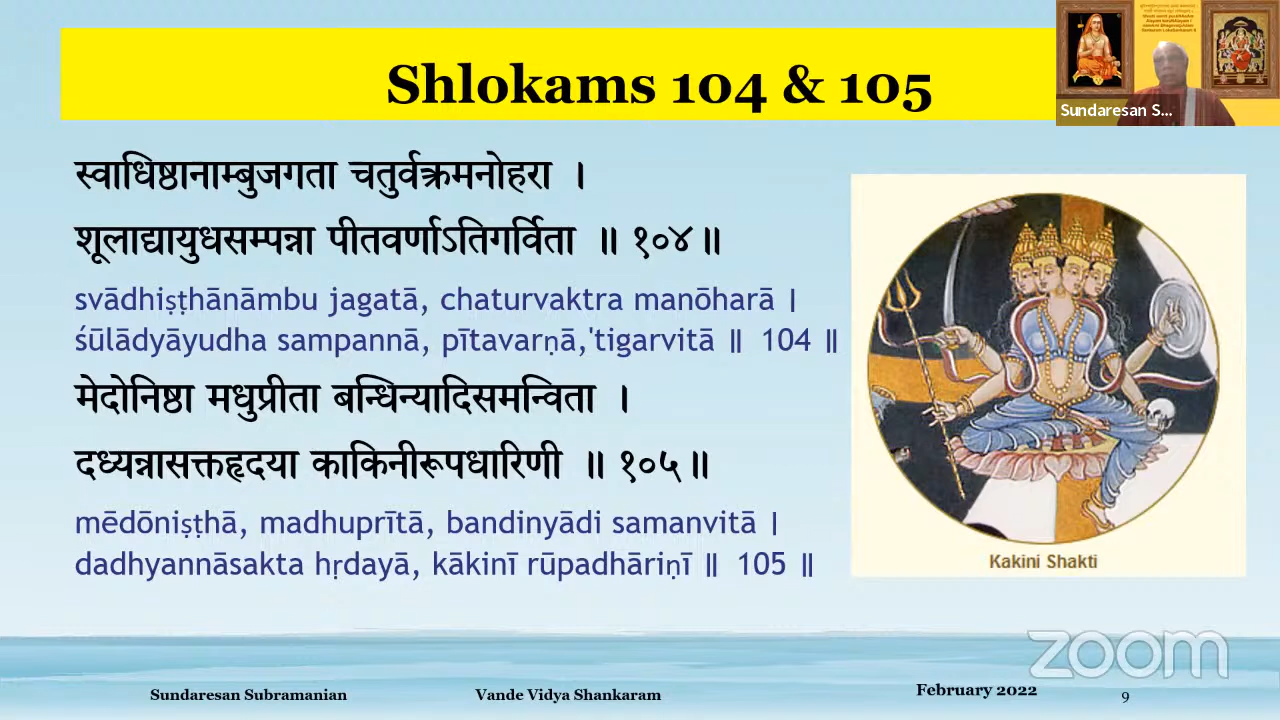 Shlokams 104 & 105
Sundaresan S...
स्वाधिष्ठानाम्बुजगता चतुर्वक्त्रमनोहरा ।
शूलाद्यायुधसम्पन्ना पीतवर्णाऽतिगर्विता ॥ १०४॥
svādhiṣṭhānāmbu jagatā, chaturvaktra manōharā ।
śūlādyāyudha sampannā, pītavarṇā,'tigarvitā ॥ 104 ॥
मेदोनिष्ठा मधुप्रीता बन्धिन्यादिसमन्विता ।
दध्यन्नासक्तहृदया काकिनीरूपधारिणी ॥ १०५॥
mēdōniṣṭhā, madhuprītā, bandinyādi samanvitā ।
dadhyannāsakta hṛdayā, kākinī rūpadhāriṇī ॥ 105 ॥
Kakini Shakti
zoom
Sundaresan Subramanian Vande Vidya Shankaram February 2022 9